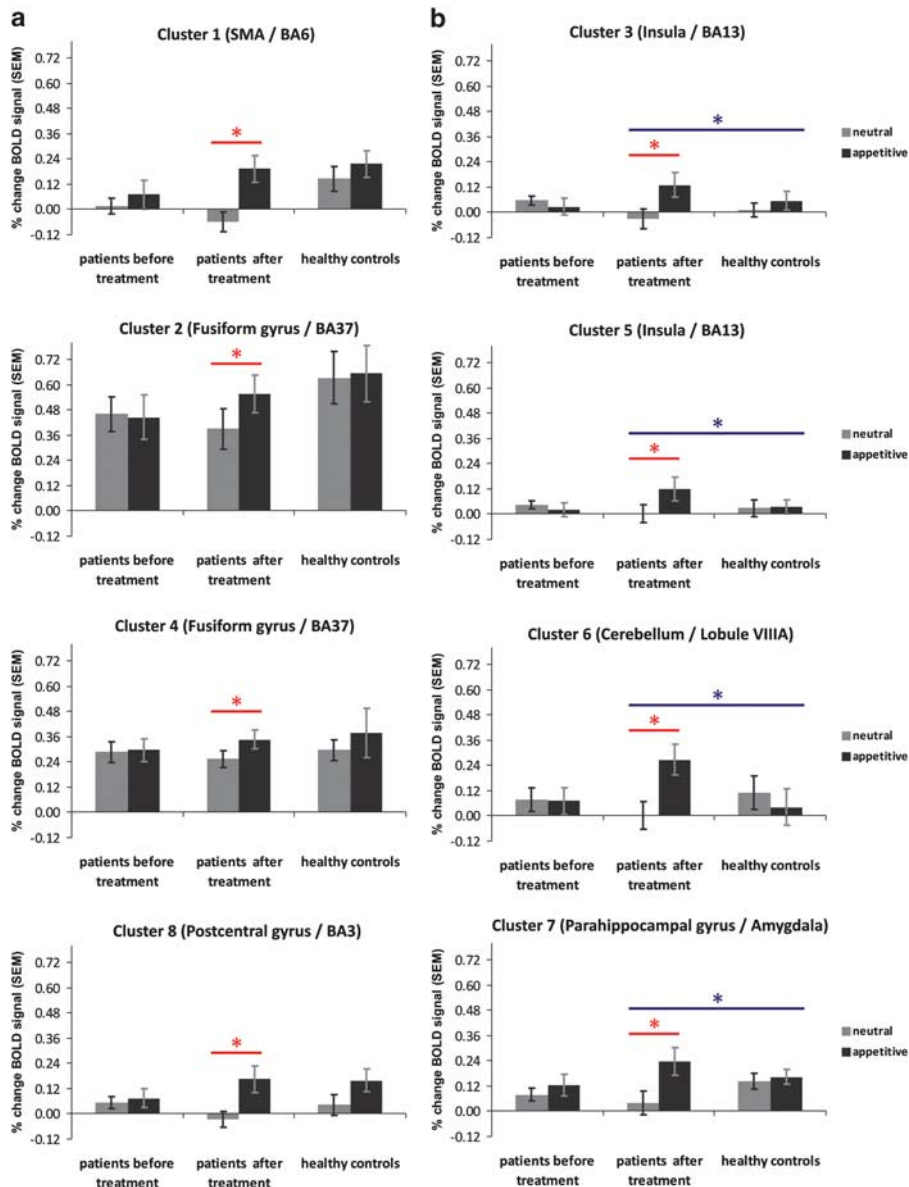 a
Cluster 1 (SMA / BA6)
% change BOLD signal (SEM)
0.72
0.60
0.48
0.36
0.24
0.12
0.00
-0.12
*
patients before
treatment
patients after
treatment
healthy controls
Cluster 2 (Fusiform gyrus / BA37)
% change BOLD signal (SEM)
0.72
0.60
0.48
0.36
0.24
0.12
0.00
-0.12
*
patients before
treatment
patients after
treatment
healthy controls
Cluster 4 (Fusiform gyrus / BA37)
% change BOLD signal (SEM)
0.72
0.60
0.48
0.36
0.24
0.12
0.00
-0.12
*
patients before
treatment
patients after
treatment
healthy controls
Cluster 8 (Postcentral gyrus / BA3)
% change BOLD signal (SEM)
0.72
0.60
0.48
0.36
0.24
0.12
0.00
-0.12
*
patients before
treatment
patients after
treatment
healthy controls
b
Cluster 3 (Insula / BA13)
% change BOLD signal (SEM)
0.72
0.60
0.48
0.36
0.24
0.12
0.00
-0.12
*
*
neutral
appetitive
patients before
treatment
patients after
treatment
healthy controls
Cluster 5 (Insula / BA13)
% change BOLD signal (SEM)
0.72
0.60
0.48
0.36
0.24
0.12
0.00
-0.12
*
*
neutral
appetitive
patients before
treatment
patients after
treatment
healthy controls
Cluster 6 (Cerebellum / Lobule VIIIA)
% change BOLD signal (SEM)
0.72
0.60
0.48
0.36
0.24
0.12
0.00
-0.12
*
*
neutral
appetitive
patients before
treatment
patients after
treatment
healthy controls
Cluster 7 (Parahippocampal gyrus / Amygdala)
% change BOLD signal (SEM)
0.72
0.60
0.48
0.36
0.24
0.12
0.00
-0.12
*
*
neutral
appetitive
patients before
treatment
patients after
treatment
healthy controls